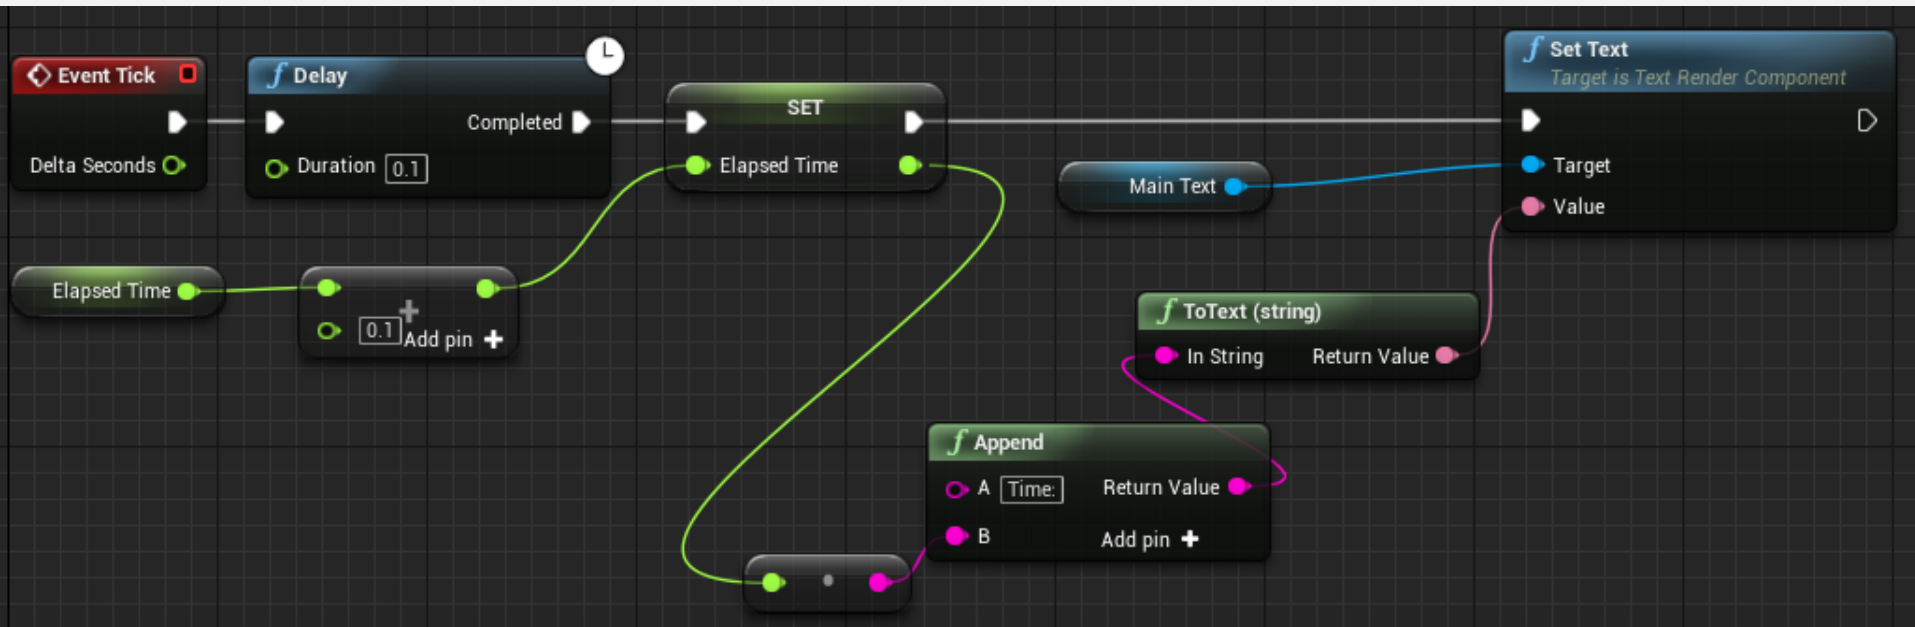 Event Tick
Delta Seconds
Delay
Completed
Duration 0.1
SET
Elapsed Time
Set Text
Target is Text Render Component
Target
Value
Main Text
Elapsed Time
0.1
Add pin
ToText (string)
In String Return Value
Append
A Time: Return Value
B Add pin